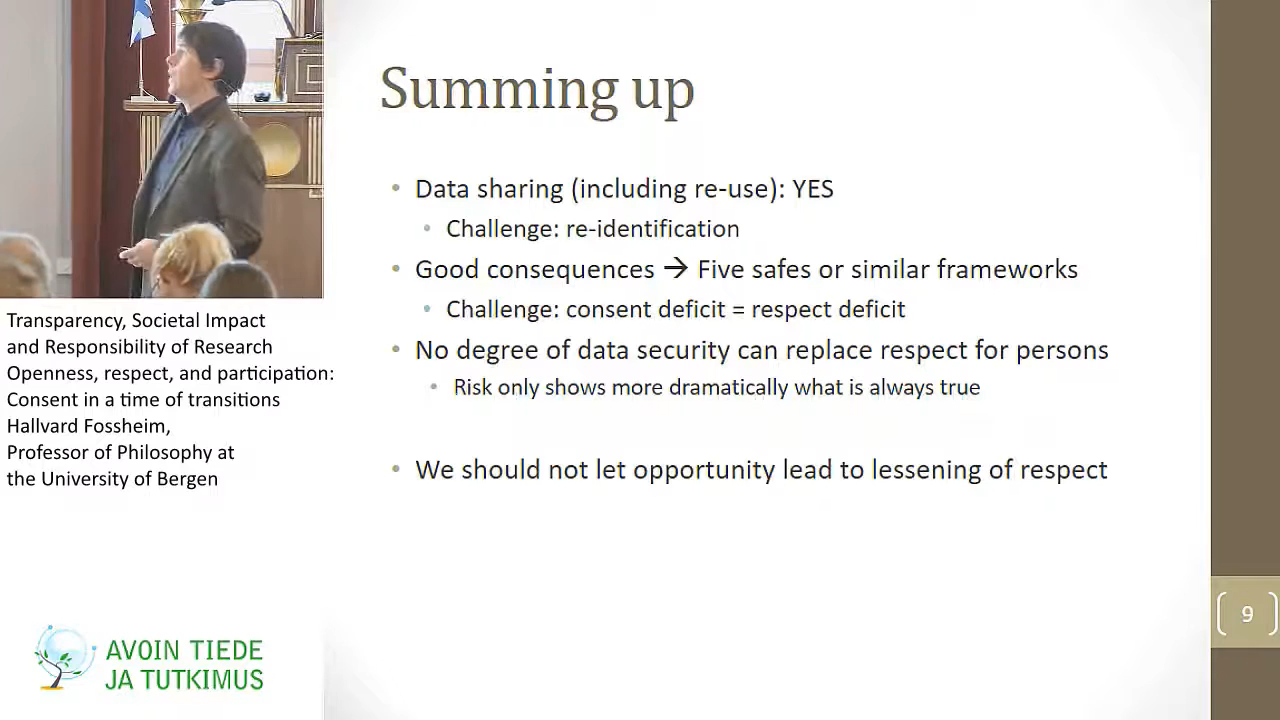 Summing up
• Data sharing (including re-use): YES
• Challenge: re-identification
• Good consequences → Five safes or similar frameworks
• Challenge: consent deficit = respect deficit
• No degree of data security can replace respect for persons
• Risk only shows more dramatically what is always true
• We should not let opportunity lead to lessening of respect
Transparency, Societal Impact
and Responsibility of Research
Openness, respect, and participation:
Consent in a time of transitions
Hallvard Fossheim,
Professor of Philosophy at
the University of Bergen
AVOIN TIEDE
JA TUTKIMUS
9